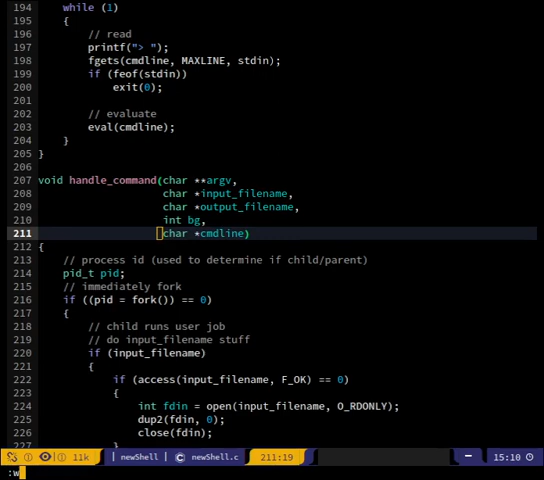 194     while (1)
195     {
196         // read
197         printf("> ");
198         fgets(cmdline, MAXLINE, stdin);
199         if (feof(stdin))
200             exit(0);
201
202         // evaluate
203         eval(cmdline);
204     }
205 }
206
207 void handle_command(char **argv,
208                     char *input_filename,
209                     char *output_filename,
210                     int bg,
211                     char *cmdline)
212 {
213     // process id (used to determine if child/parent)
214     pid_t pid;
215     // immediately fork
216     if ((pid = fork()) == 0)
217     {
218         // child runs user job
219         // do input_filename stuff
220         if (input_filename)
221         {
222             if (access(input_filename, F_OK) == 0)
223             {
224                 int fdin = open(input_filename, O_RDONLY);
225                 dup2(fdin, 0);
226                 close(fdin);
227             }
11k | newShell | C newShell.c 211:19 — 15:10
:w